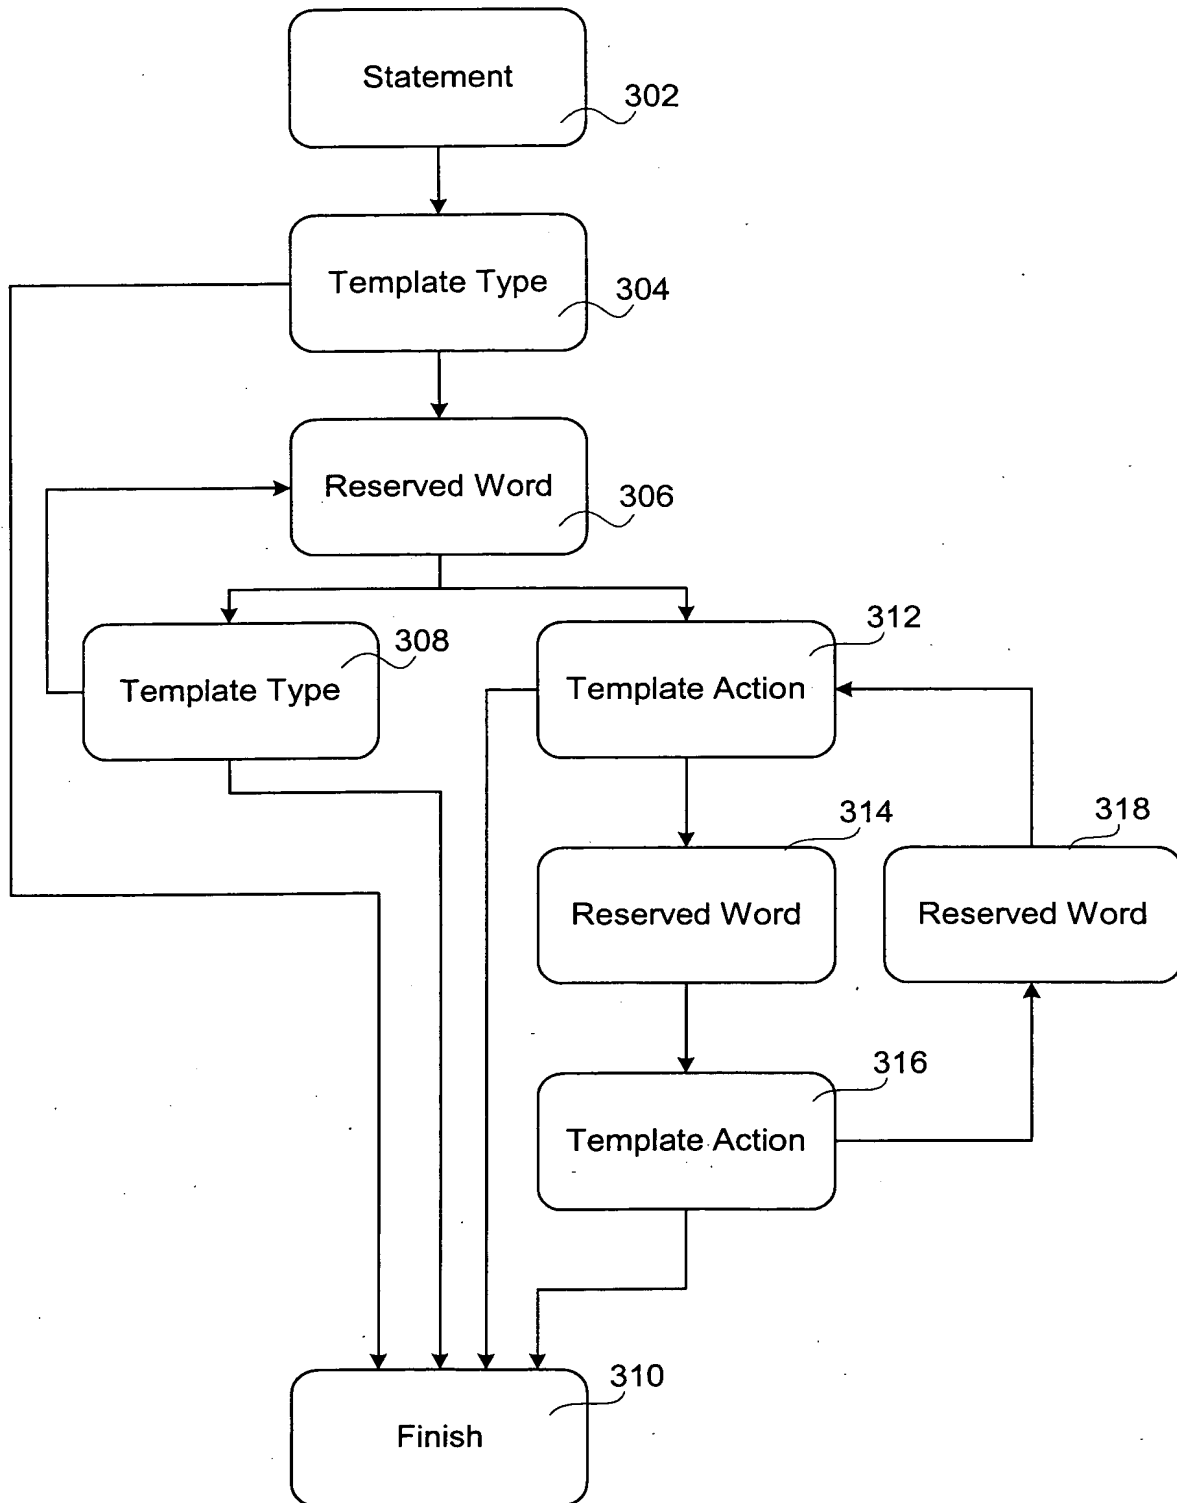 Statement
302
Template Type
304
Reserved Word
306
Template Type
308
Template Action
312
Reserved Word
314
Reserved Word
318
Template Action
316
Finish
310